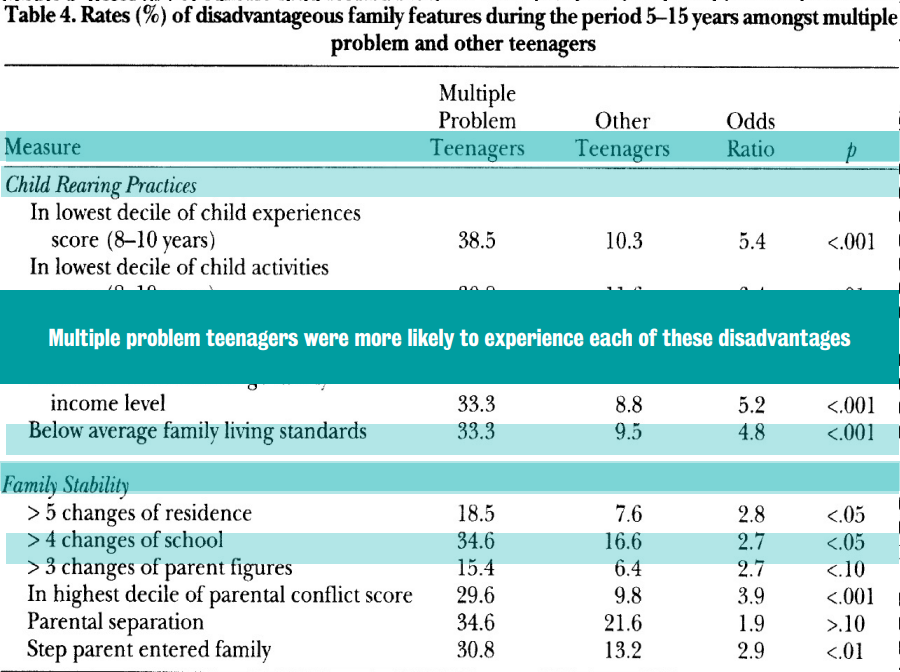 Table 4. Rates (%) of disadvantageous family features during the period 5–15 years amongst multiple
problem and other teenagers
Multiple
Problem Other Odds
Measure Teenagers Teenagers Ratio p
Child Rearing Practices
In lowest decile of child experiences
score (8–10 years) 38.5 10.3 5.4 <.001
In lowest decile of child activities
Multiple problem teenagers were more likely to experience each of these disadvantages
income level 33.3 8.8 5.2 <.001
Below average family living standards 33.3 9.5 4.8 <.001
Family Stability
> 5 changes of residence 18.5 7.6 2.8 <.05
> 4 changes of school 34.6 16.6 2.7 <.05
> 3 changes of parent figures 15.4 6.4 2.7 <.10
In highest decile of parental conflict score 29.6 9.8 3.9 <.001
Parental separation 34.6 21.6 1.9 >.10
Step parent entered family 30.8 13.2 2.9 <.01